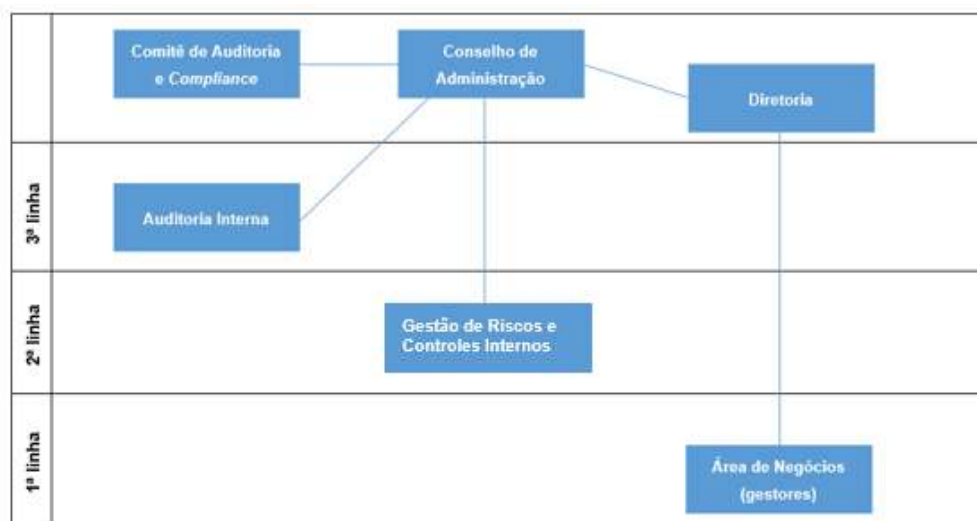 Comitê de Auditoria
e Compliance
Conselho de
Administração
Diretoria
3ª linha
Auditoria Interna
2ª linha
Gestão de Riscos e
Controles Internos
1ª linha
Área de Negócios
(gestores)